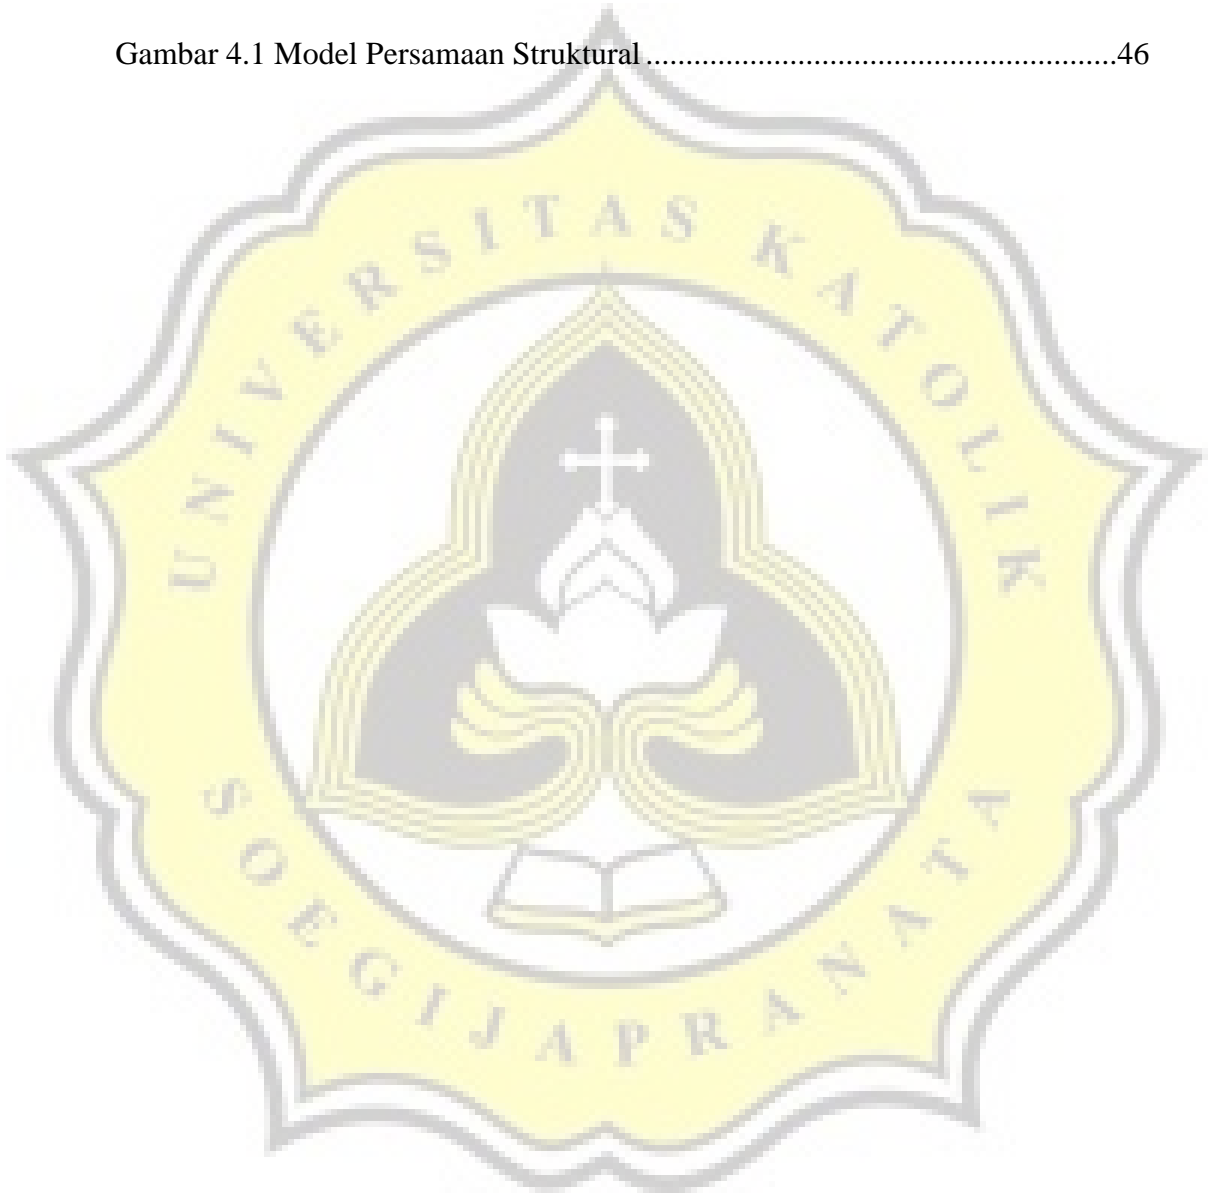 Gambar 4.1 Model Persamaan Struktural..........................................................46
UNIVERSITAS KATOLIK
SOEGIJAPRANATA